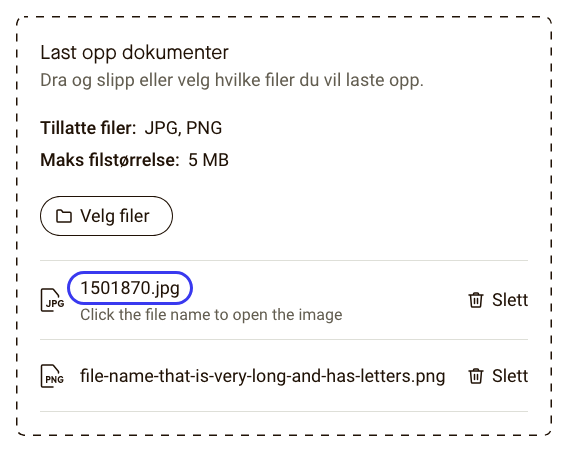 Last opp dokumenter
Dra og slipp eller velg hvilke filer du vil laste opp.
Tillatte filer: JPG, PNG
Maks filstørrelse: 5 MB
Velg filer
JPG
1501870.jpg
Slett
Click the file name to open the image
PNG
file-name-that-is-very-long-and-has-letters.png
Slett